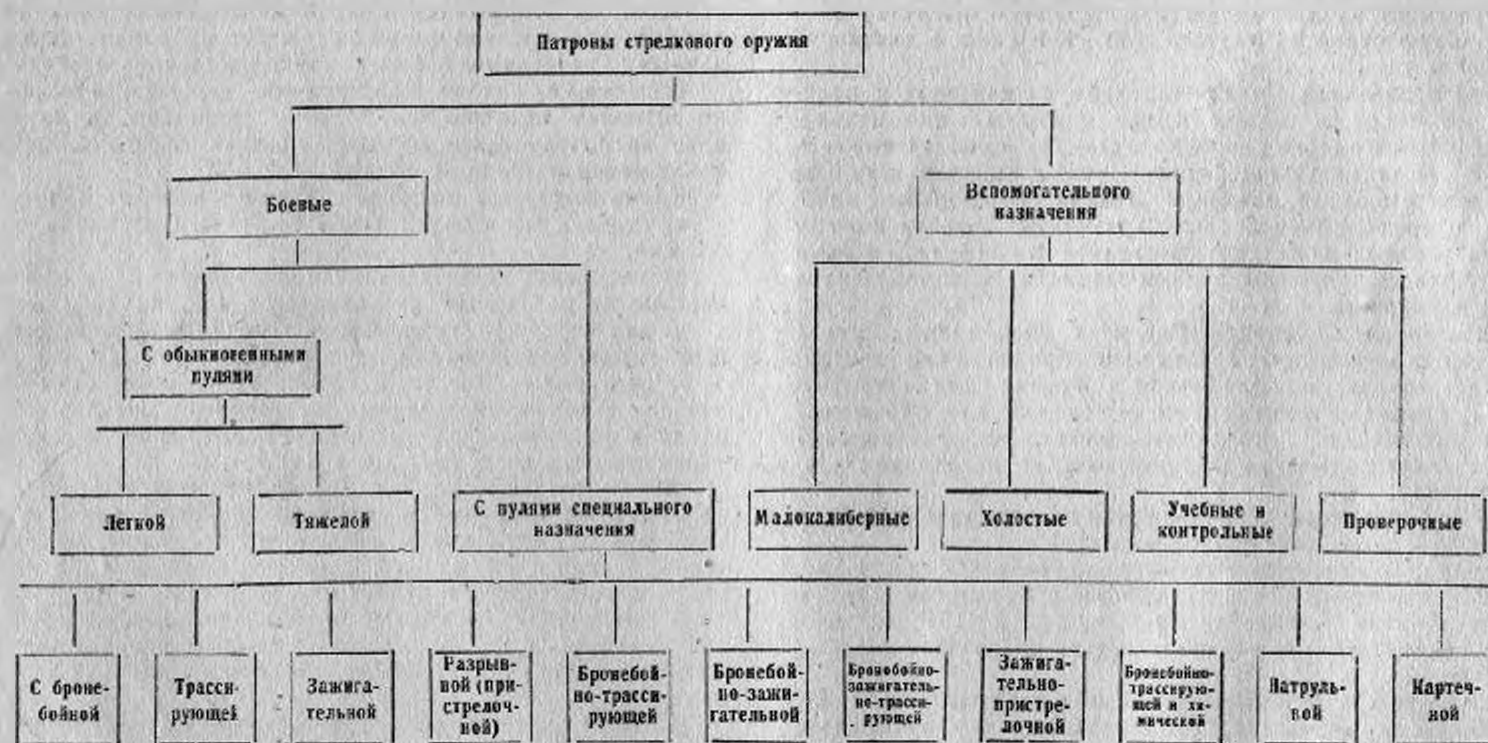 Патроны стрелкового оружия
Боевые
Вспомогательного
назначения
С обыкновенными
пулями
Легкой
Тяжелой
С пулями специального
назначения
Малокалиберные
Холостые
Учебные и
контрольные
Проверочные
С броне-
бойной
Трасси-
рующей
Зажига-
тельной
Разрыв-
ной (при-
стрелоч-
ной)
Бронебой-
но-трасси-
рующей
Бронебой-
но-зажи-
гательной
Бронебойно-
зажигатель-
но-трасси-
рующей
Зажига-
тельно-
пристре-
лочной
Бронебойно-
трассирую-
щей и хи-
мической
Патруль-
ной
Картеч-
ной